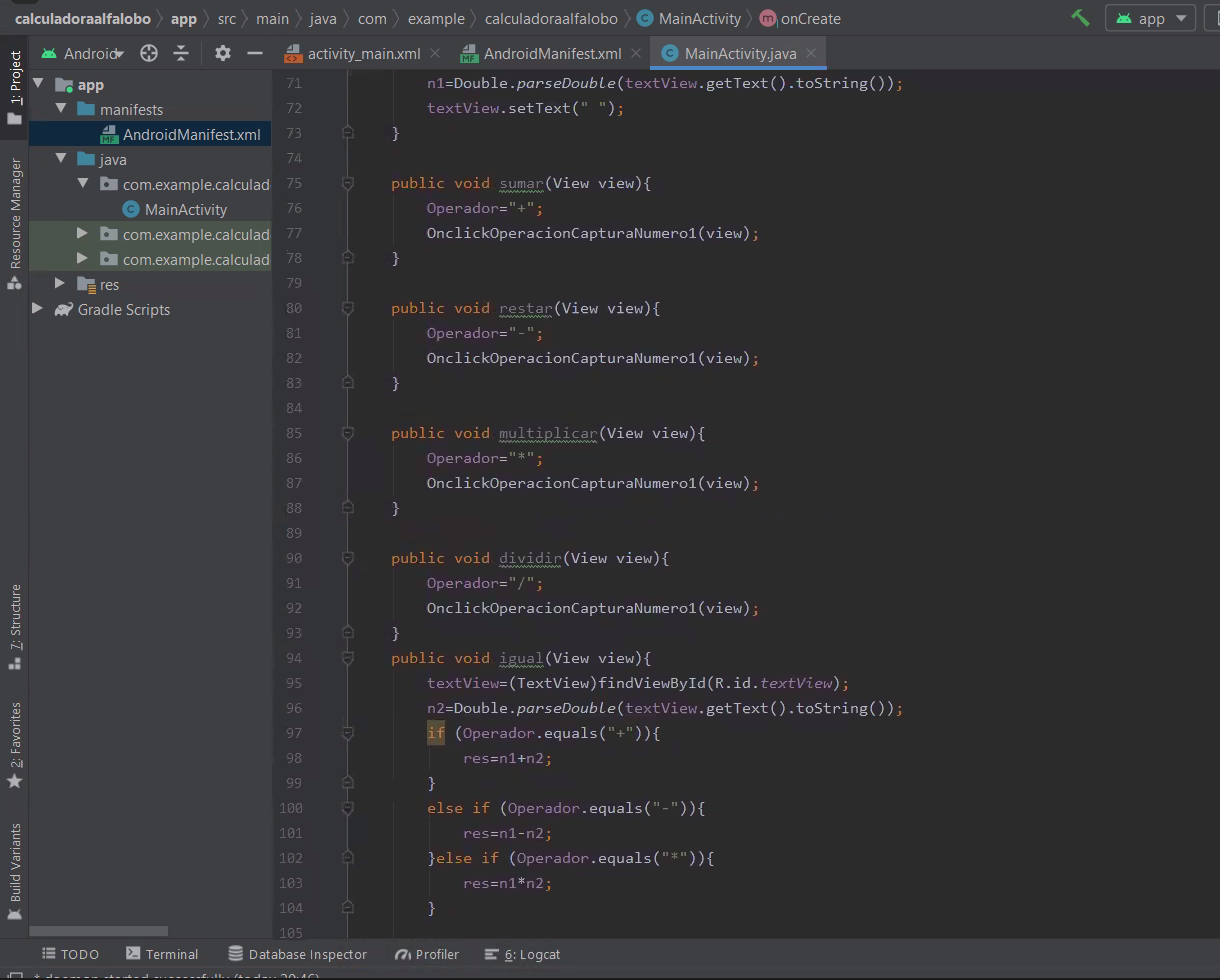 calculadoraalfalobo app src main java com example calculadoraalfalobo MainActivity onCreate app
Android activity_main.xml AndroidManifest.xml MainActivity.java
1: Project
Resource Manager
7: Structure
2: Favorites
Build Variants
app
manifests
AndroidManifest.xml
java
com.example.calculad
MainActivity
com.example.calculad
com.example.calculad
res
Gradle Scripts
71 n1=Double.parseDouble(textView.getText().toString());
72 textView.setText(" ");
73 }
74
75 public void sumar(View view){
76 Operador="+";
77 OnclickOperacionCapturaNumero1(view);
78 }
79
80 public void restar(View view){
81 Operador="-";
82 OnclickOperacionCapturaNumero1(view);
83 }
84
85 public void multiplicar(View view){
86 Operador="*";
87 OnclickOperacionCapturaNumero1(view);
88 }
89
90 public void dividir(View view){
91 Operador="/";
92 OnclickOperacionCapturaNumero1(view);
93 }
94 public void igual(View view){
95 textView=(TextView)findViewById(R.id.textView);
96 n2=Double.parseDouble(textView.getText().toString());
97 if (Operador.equals("+")){
98 res=n1+n2;
99 }
100 else if (Operador.equals("-")){
101 res=n1-n2;
102 }else if (Operador.equals("*")){
103 res=n1*n2;
104 }
105
TODO Terminal Database Inspector Profiler 6: Logcat
* daemon started successfully (today 20:46)